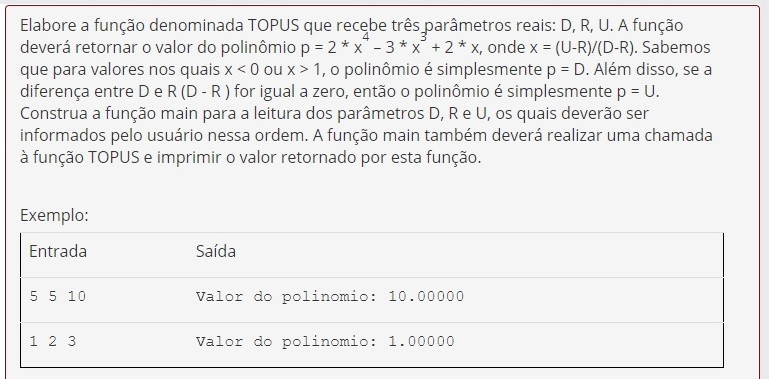 Elabore a função denominada TOPUS que recebe três parâmetros reais: D, R, U. A função
deverá retornar o valor do polinômio p = 2 * x⁴ – 3 * x³ + 2 * x, onde x = (U-R)/(D-R). Sabemos
que para valores nos quais x < 0 ou x > 1, o polinômio é simplesmente p = D. Além disso, se a
diferença entre D e R (D - R ) for igual a zero, então o polinômio é simplesmente p = U.
Construa a função main para a leitura dos parâmetros D, R e U, os quais deverão ser
informados pelo usuário nessa ordem. A função main também deverá realizar uma chamada
à função TOPUS e imprimir o valor retornado por esta função.
Exemplo:
Entrada Saída
5 5 10 Valor do polinomio: 10.00000
1 2 3 Valor do polinomio: 1.00000